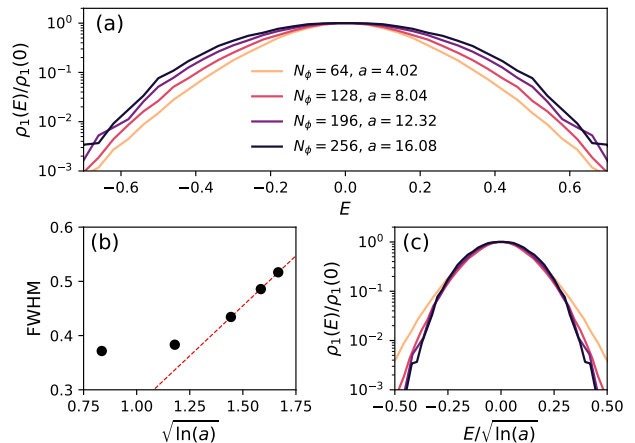 (a)
ρ₁(E)/ρ₁(0)
10⁰
10⁻¹
10⁻²
10⁻³
N_ϕ = 64, a = 4.02
N_ϕ = 128, a = 8.04
N_ϕ = 196, a = 12.32
N_ϕ = 256, a = 16.08
−0.6 −0.4 −0.2 0.0 0.2 0.4 0.6
E
(b)
FWHM
0.6
0.5
0.4
0.3
0.75 1.00 1.25 1.50 1.75
√ln(a)
(c)
ρ₁(E)/ρ₁(0)
10⁰
10⁻¹
10⁻²
10⁻³
−0.50 −0.25 0.00 0.25 0.50
E/√ln(a)